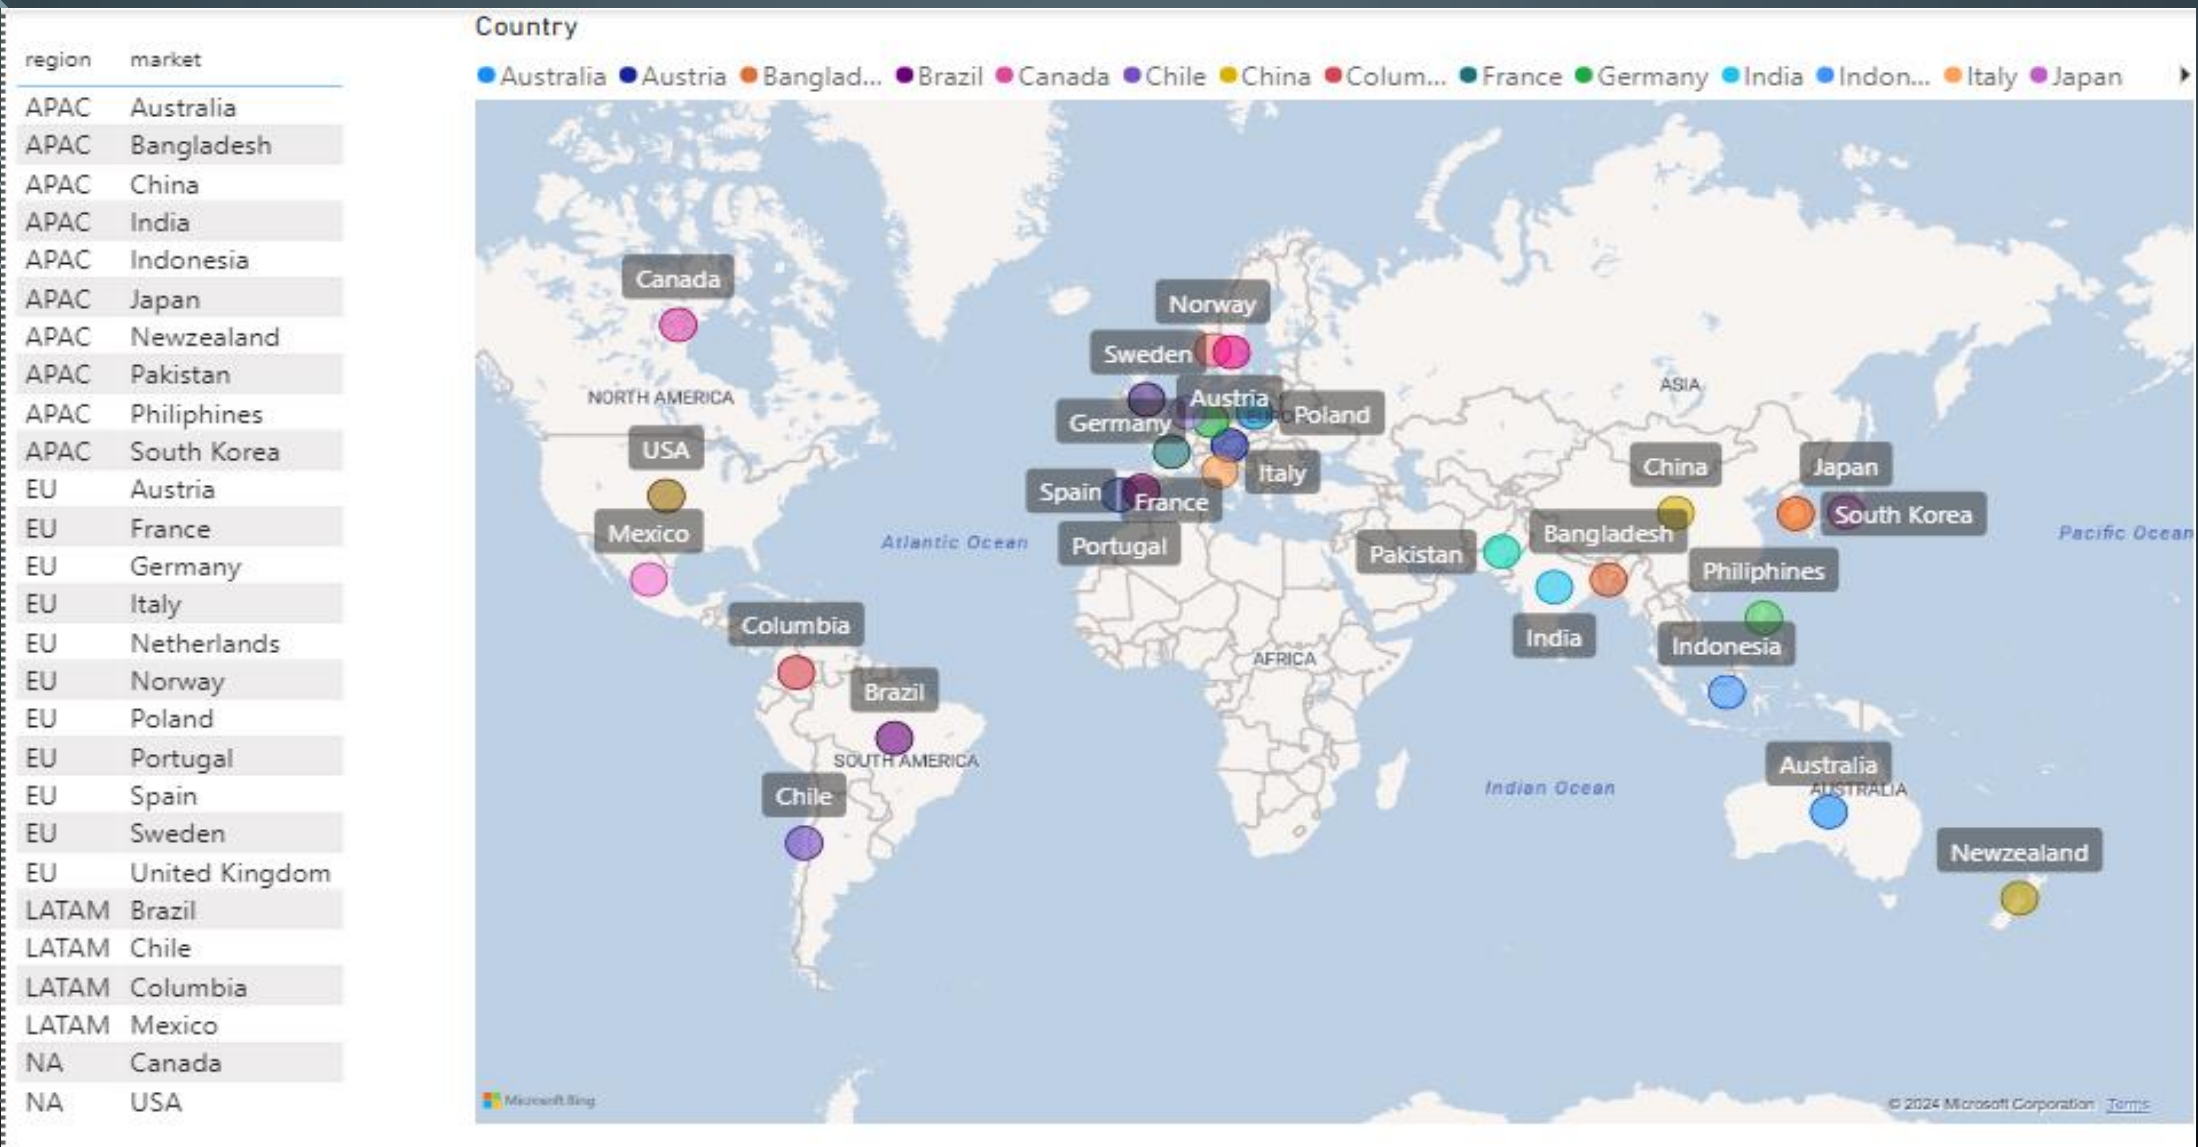 region market
APAC Australia
APAC Bangladesh
APAC China
APAC India
APAC Indonesia
APAC Japan
APAC Newzealand
APAC Pakistan
APAC Philiphines
APAC South Korea
EU Austria
EU France
EU Germany
EU Italy
EU Netherlands
EU Norway
EU Poland
EU Portugal
EU Spain
EU Sweden
EU United Kingdom
LATAM Brazil
LATAM Chile
LATAM Columbia
LATAM Mexico
NA Canada
NA USA
Country
Australia Austria Banglad... Brazil Canada Chile China Colum... France Germany India Indon... Italy Japan
Canada
Norway
Sweden
NORTH AMERICA
ASIA
Austria
Poland
Germany
USA
China
Japan
Italy
Spain
France
South Korea
Mexico
Atlantic Ocean
Portugal
Pakistan
Bangladesh
Pacific Ocean
Philiphines
Columbia
India
Indonesia
AFRICA
Brazil
SOUTH AMERICA
Chile
Indian Ocean
Australia
AUSTRALIA
Newzealand
Microsoft Bing
© 2024 Microsoft Corporation Terms